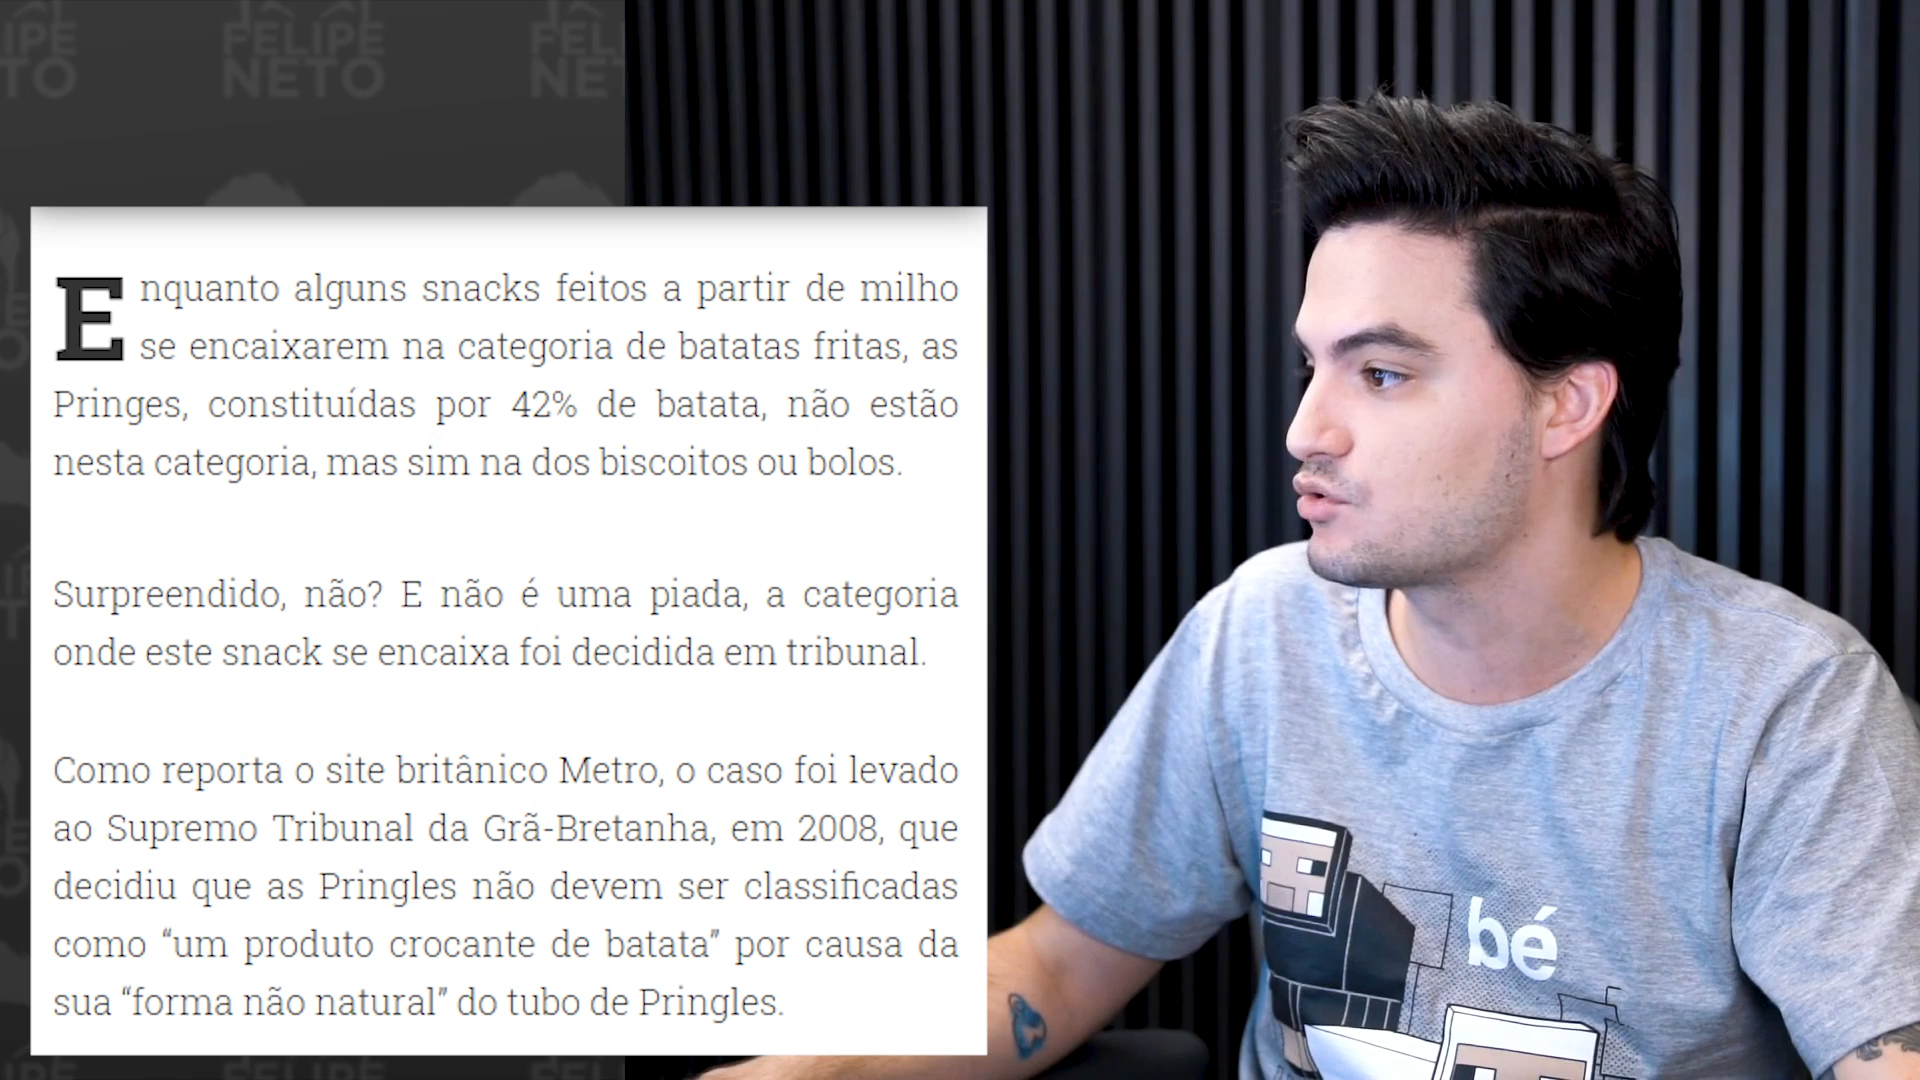 FELIPE
NETO
Enquanto alguns snacks feitos a partir de milho
se encaixarem na categoria de batatas fritas, as
Pringes, constituídas por 42% de batata, não estão
nesta categoria, mas sim na dos biscoitos ou bolos.
Surpreendido, não? E não é uma piada, a categoria
onde este snack se encaixa foi decidida em tribunal.
Como reporta o site britânico Metro, o caso foi levado
ao Supremo Tribunal da Grã-Bretanha, em 2008, que
decidiu que as Pringles não devem ser classificadas
como “um produto crocante de batata” por causa da
sua “forma não natural” do tubo de Pringles.
bé